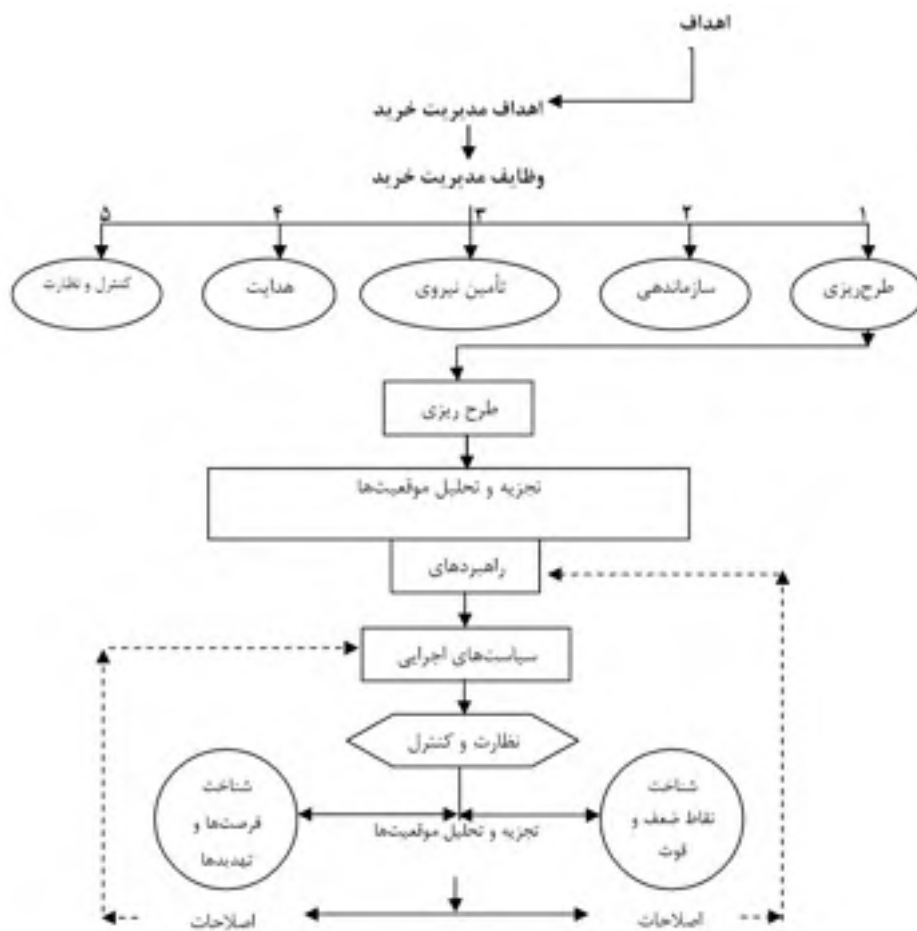 اهداف
اهداف مدیریت خرید
وظایف مدیریت خرید
۱
۲
۳
۴
۵
طرح‌ریزی
سازماندهی
تأمین نیروی
هدایت
کنترل و نظارت
طرح ریزی
تجزیه و تحلیل موقعیت‌ها
راهبردهای
سیاست‌های اجرایی
نظارت و کنترل
شناخت
نقاط ضعف و
قوت
تجزیه و تحلیل موقعیت‌ها
شناخت
فرصت‌ها و
تهدیدها
اصلاحات
اصلاحات